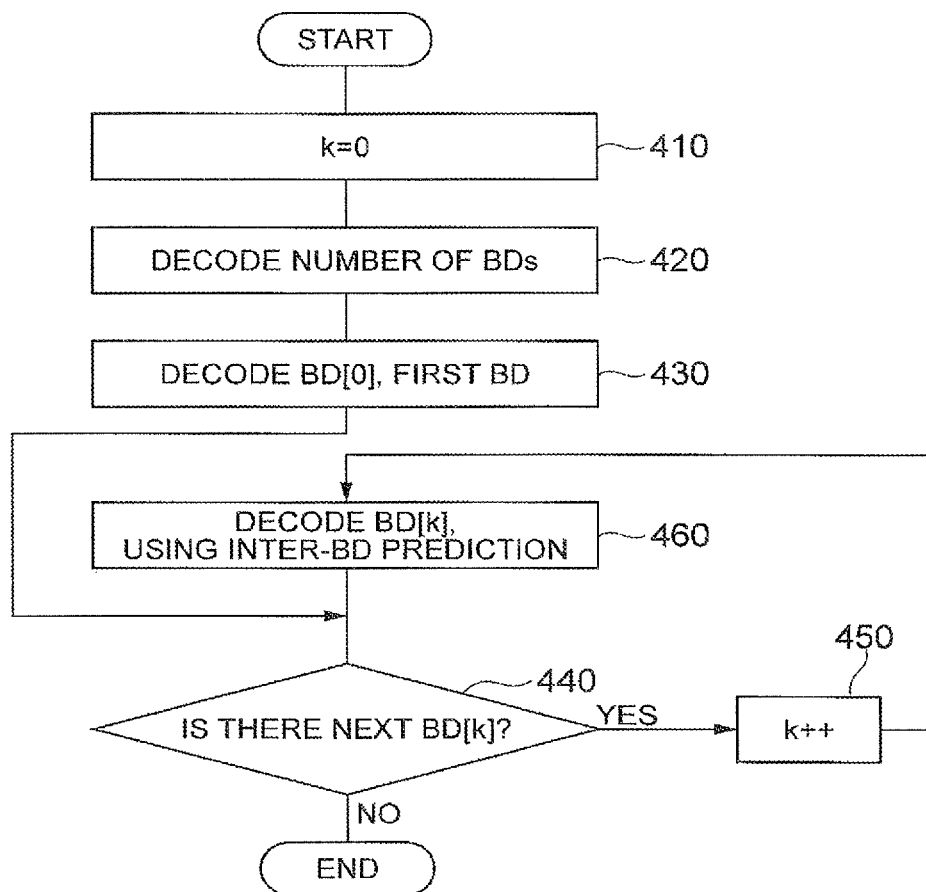 START
k=0
410
DECODE NUMBER OF BDs
420
DECODE BD[0], FIRST BD
430
DECODE BD[k],
USING INTER-BD PREDICTION
460
450
440
IS THERE NEXT BD[k]?
YES
k++
NO
END